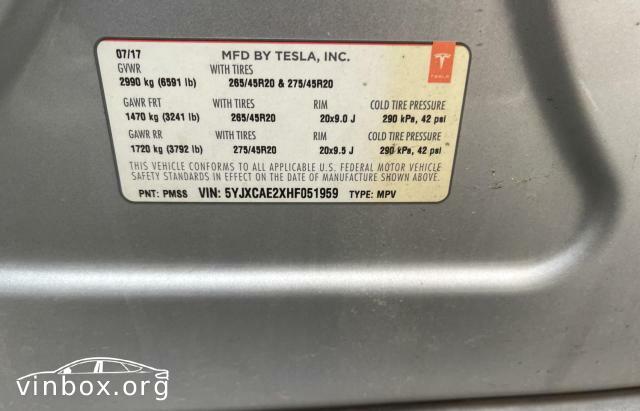 07/17 MFD BY TESLA, INC.
GVWR WITH TIRES
2990 kg (6591 lb) 265/45R20 & 275/45R20
GAWR FRT WITH TIRES RIM COLD TIRE PRESSURE
1470 kg (3241 lb) 265/45R20 20x9.0 J 290 kPa, 42 psi
GAWR RR WITH TIRES RIM COLD TIRE PRESSURE
1720 kg (3792 lb) 275/45R20 20x9.5 J 290 kPa, 42 psi
THIS VEHICLE CONFORMS TO ALL APPLICABLE U.S. FEDERAL MOTOR VEHICLE
SAFETY STANDARDS IN EFFECT ON THE DATE OF MANUFACTURE SHOWN ABOVE.
PNT: PMSS VIN: 5YJXCAE2XHF051959 TYPE: MPV
TESLA
vinbox.org